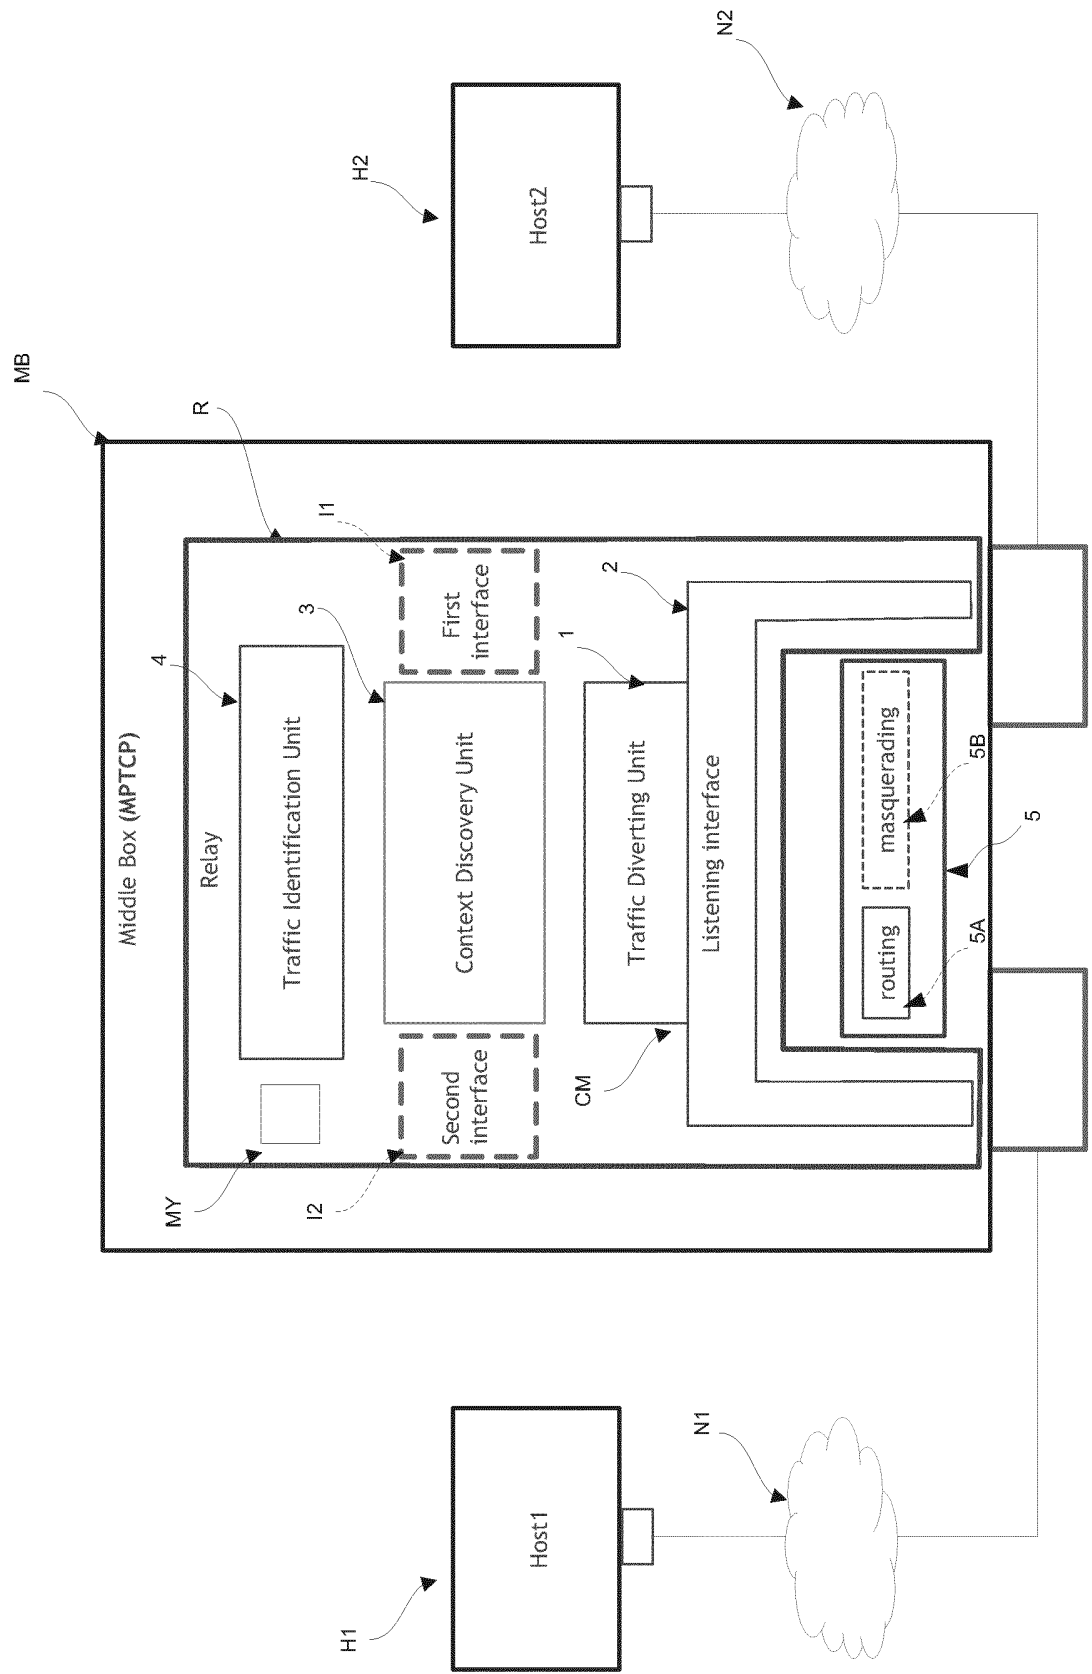 MB
Middle Box (MPTCP)
R
Relay
4
Traffic Identification Unit
MY
3
I1
I2
Second
interface
Context Discovery Unit
First
interface
H1
Host1
H2
Host2
1
2
CM
Traffic Diverting Unit
Listening interface
N1
N2
routing
masquerading
5A
5B
5